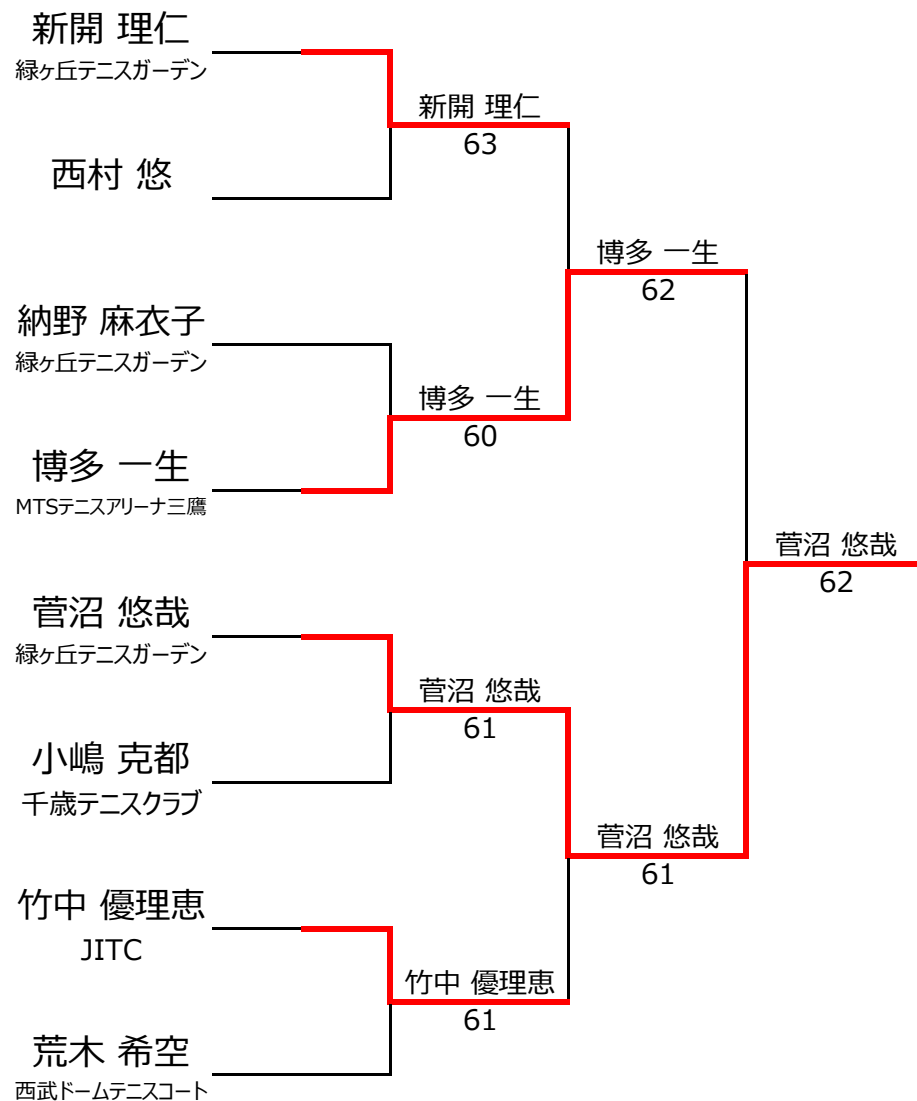 新開 理仁
緑ヶ丘テニスガーデン
西村 悠
納野 麻衣子
緑ヶ丘テニスガーデン
博多 一生
MTSテニスアリーナ三鷹
菅沼 悠哉
緑ヶ丘テニスガーデン
小嶋 克都
千歳テニスクラブ
竹中 優理恵
JITC
荒木 希空
西武ドームテニスコート
新開 理仁
63
博多 一生
60
菅沼 悠哉
61
竹中 優理恵
61
博多 一生
62
菅沼 悠哉
61
菅沼 悠哉
62